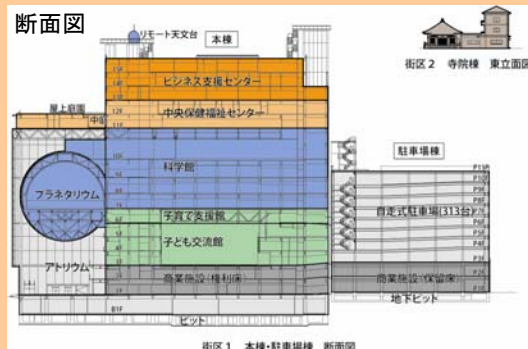 断面図
リモート天文台
本棟
街区2 寺院棟 東立面図
ビジネス支援センター
屋上庭園
中央保健福祉センター
駐車場棟
科学館
プラネタリウム
自走式駐車場(313台)
子育て支援館
子ども交流館
アトリウム
商業施設(権利床)
商業施設(保留床)
地下ピット
B1F
ピット
街区1 本棟・駐車場棟 断面図